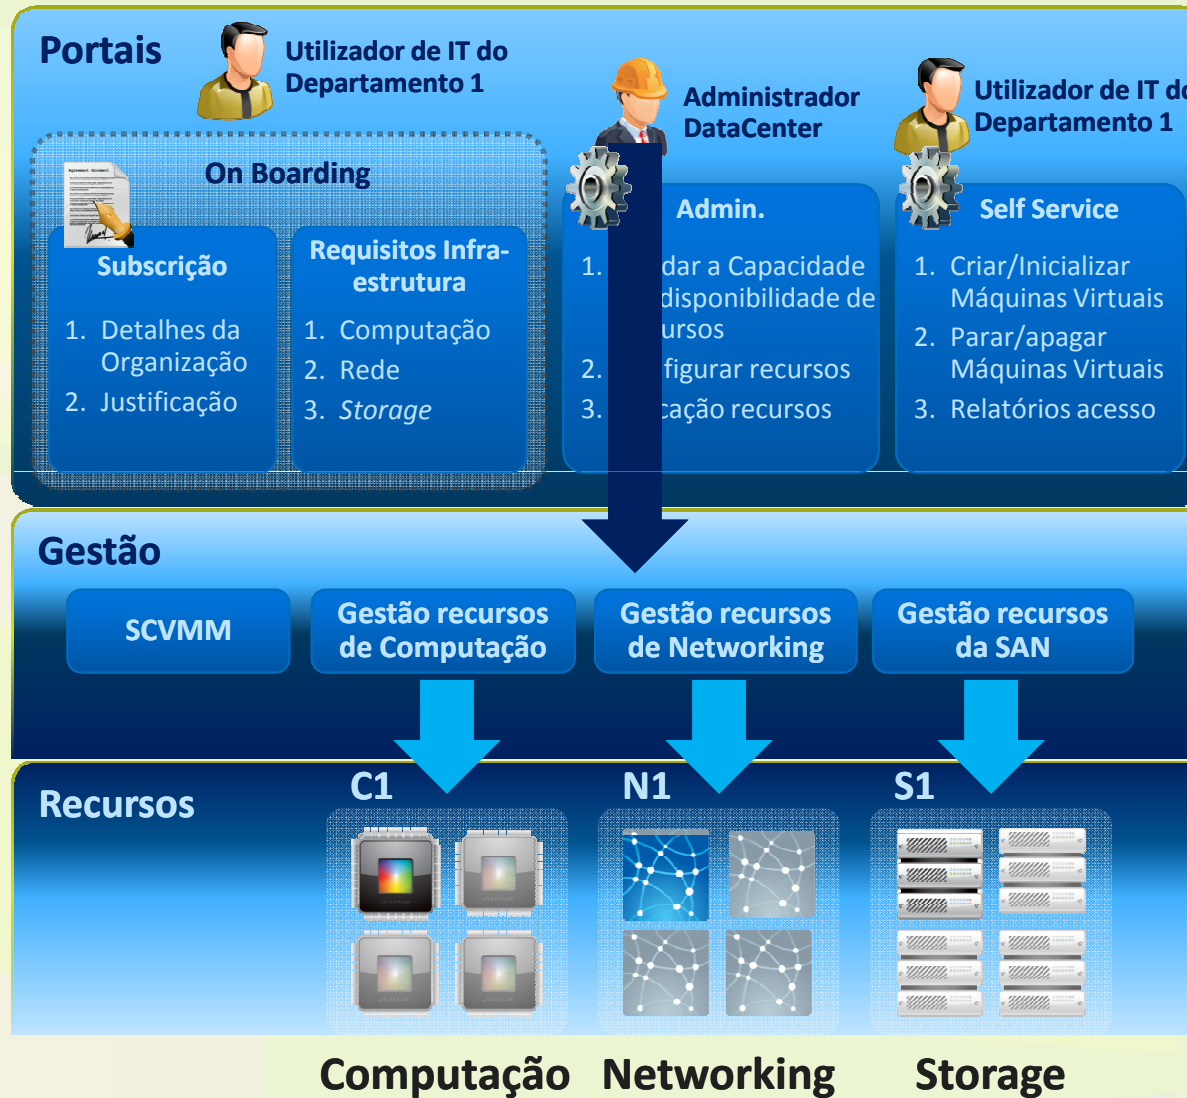 Portais
Utilizador de IT do
Departamento 1
Administrador
DataCenter
Utilizador de IT do
Departamento 1
On Boarding
Agreement Document
Subscrição
1. Detalhes da
Organização
2. Justificação
Requisitos Infra-
estrutura
1. Computação
2. Rede
3. Storage
Admin.
1. dar a Capacidade
disponibilidade de
ursos
2. figurar recursos
3. cação recursos
Self Service
1. Criar/Inicializar
Máquinas Virtuais
2. Parar/apagar
Máquinas Virtuais
3. Relatórios acesso
Gestão
SCVMM
Gestão recursos
de Computação
Gestão recursos
de Networking
Gestão recursos
da SAN
Recursos
C1
N1
S1
Computação
Networking
Storage